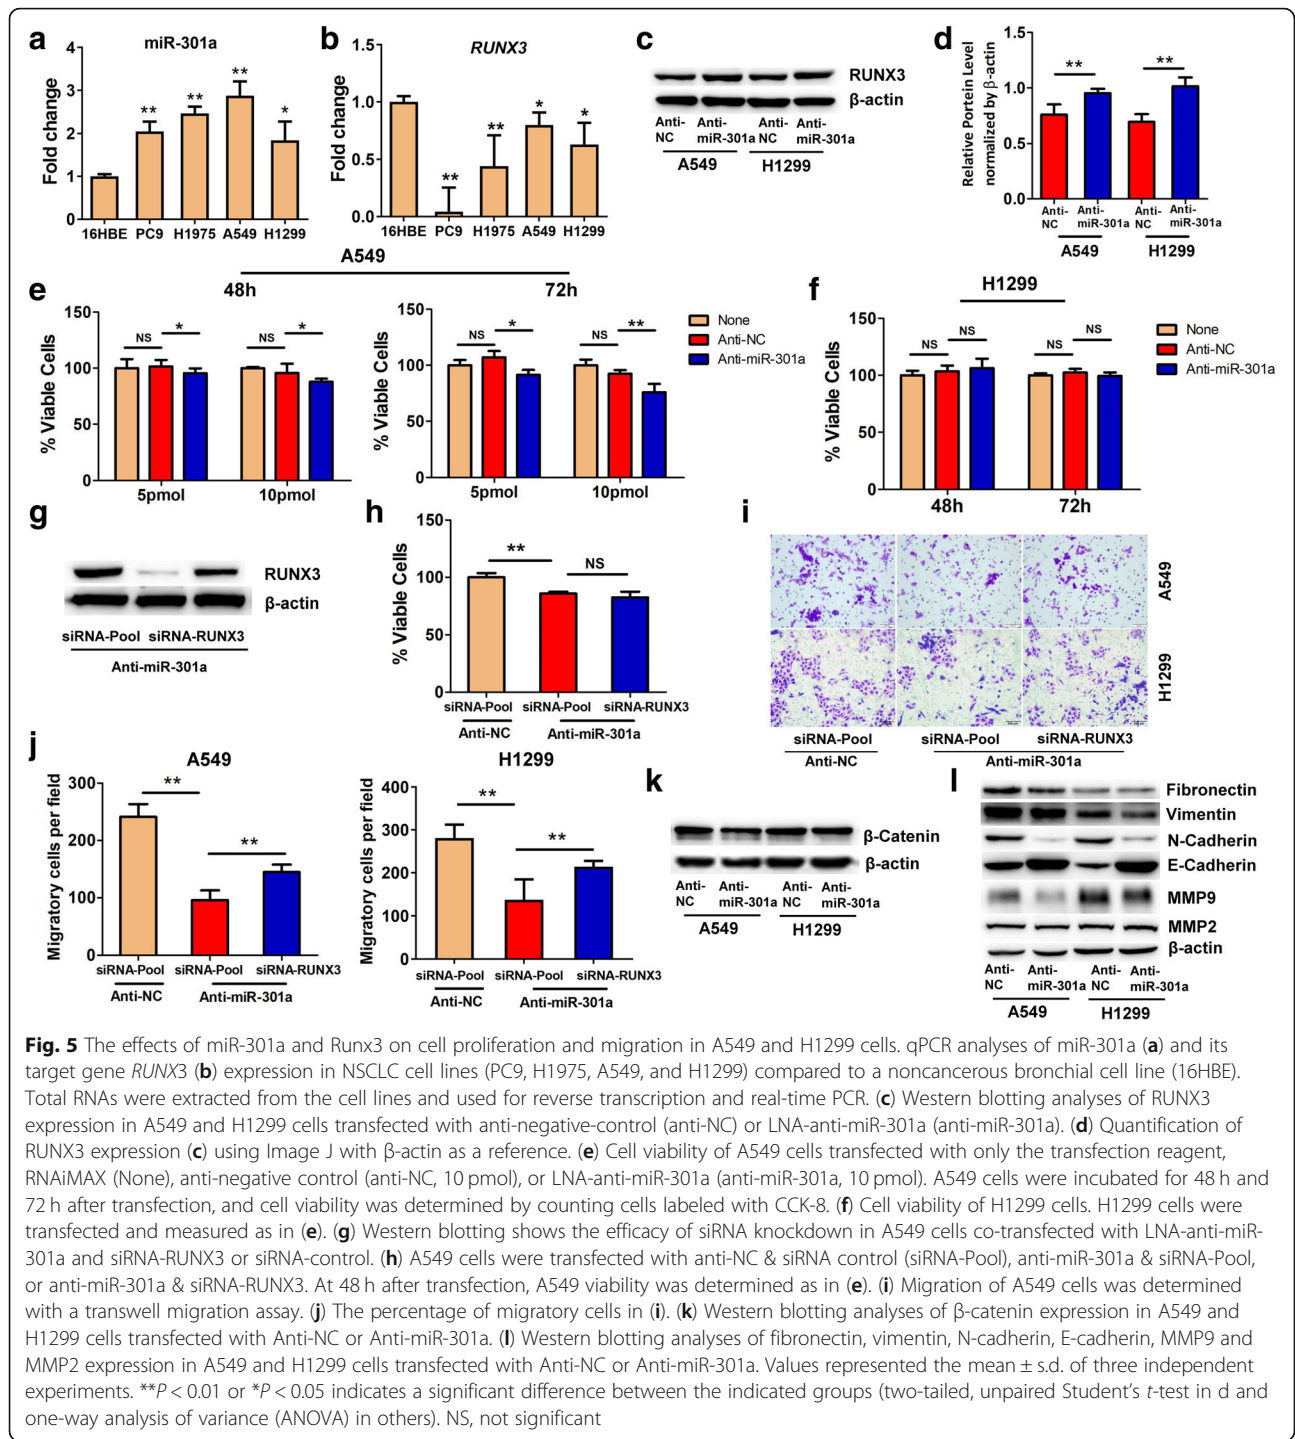 a
miR-301a
Fold change
4
3
2
1
0
**
**
**
*
16HBE PC9 H1975 A549 H1299
b
RUNX3
Fold change
1.5
1.0
0.5
0.0
**
**
*
*
16HBE PC9 H1975 A549 H1299
c
RUNX3
β-actin
Anti- Anti- Anti- Anti-
NC miR-301a NC miR-301a
A549 H1299
d
Relative Portein Level
normalized by β-actin
1.5
1.0
0.5
0.0
**
**
Anti- Anti- Anti- Anti-
NC miR-301a NC miR-301a
A549 H1299
A549
e
48h
72h
% Viable Cells
150
100
50
0
NS * NS *
5pmol 10pmol
% Viable Cells
150
100
50
0
NS * NS **
5pmol 10pmol
None
Anti-NC
Anti-miR-301a
f
H1299
% Viable Cells
150
100
50
0
NS NS NS NS
48h 72h
None
Anti-NC
Anti-miR-301a
g
RUNX3
β-actin
siRNA-Pool siRNA-RUNX3
Anti-miR-301a
h
% Viable Cells
150
100
50
0
** NS
siRNA-Pool siRNA-Pool siRNA-RUNX3
Anti-NC Anti-miR-301a
i
A549
H1299
siRNA-Pool siRNA-Pool siRNA-RUNX3
Anti-NC Anti-miR-301a
j
A549
Migratory cells per field
300
200
100
0
**
**
siRNA-Pool siRNA-Pool siRNA-RUNX3
Anti-NC Anti-miR-301a
H1299
Migratory cells per field
400
300
200
100
0
**
**
siRNA-Pool siRNA-Pool siRNA-RUNX3
Anti-NC Anti-miR-301a
k
β-Catenin
β-actin
Anti- Anti- Anti- Anti-
NC miR-301a NC miR-301a
A549 H1299
l
Fibronectin
Vimentin
N-Cadherin
E-Cadherin
MMP9
MMP2
β-actin
Anti- Anti- Anti- Anti-
NC miR-301a NC miR-301a
A549 H1299
Fig. 5 The effects of miR-301a and Runx3 on cell proliferation and migration in A549 and H1299 cells. qPCR analyses of miR-301a (a) and its
target gene RUNX3 (b) expression in NSCLC cell lines (PC9, H1975, A549, and H1299) compared to a noncancerous bronchial cell line (16HBE).
Total RNAs were extracted from the cell lines and used for reverse transcription and real-time PCR. (c) Western blotting analyses of RUNX3
expression in A549 and H1299 cells transfected with anti-negative-control (anti-NC) or LNA-anti-miR-301a (anti-miR-301a). (d) Quantification of
RUNX3 expression (c) using Image J with β-actin as a reference. (e) Cell viability of A549 cells transfected with only the transfection reagent,
RNAiMAX (None), anti-negative control (anti-NC, 10 pmol), or LNA-anti-miR-301a (anti-miR-301a, 10 pmol). A549 cells were incubated for 48 h and
72 h after transfection, and cell viability was determined by counting cells labeled with CCK-8. (f) Cell viability of H1299 cells. H1299 cells were
transfected and measured as in (e). (g) Western blotting shows the efficacy of siRNA knockdown in A549 cells co-transfected with LNA-anti-miR-
301a and siRNA-RUNX3 or siRNA-control. (h) A549 cells were transfected with anti-NC & siRNA control (siRNA-Pool), anti-miR-301a & siRNA-Pool,
or anti-miR-301a & siRNA-RUNX3. At 48 h after transfection, A549 viability was determined as in (e). (i) Migration of A549 cells was determined
with a transwell migration assay. (j) The percentage of migratory cells in (i). (k) Western blotting analyses of β-catenin expression in A549 and
H1299 cells transfected with Anti-NC or Anti-miR-301a. (l) Western blotting analyses of fibronectin, vimentin, N-cadherin, E-cadherin, MMP9 and
MMP2 expression in A549 and H1299 cells transfected with Anti-NC or Anti-miR-301a. Values represented the mean ± s.d. of three independent
experiments. **P < 0.01 or *P < 0.05 indicates a significant difference between the indicated groups (two-tailed, unpaired Student's t-test in d and
one-way analysis of variance (ANOVA) in others). NS, not significant